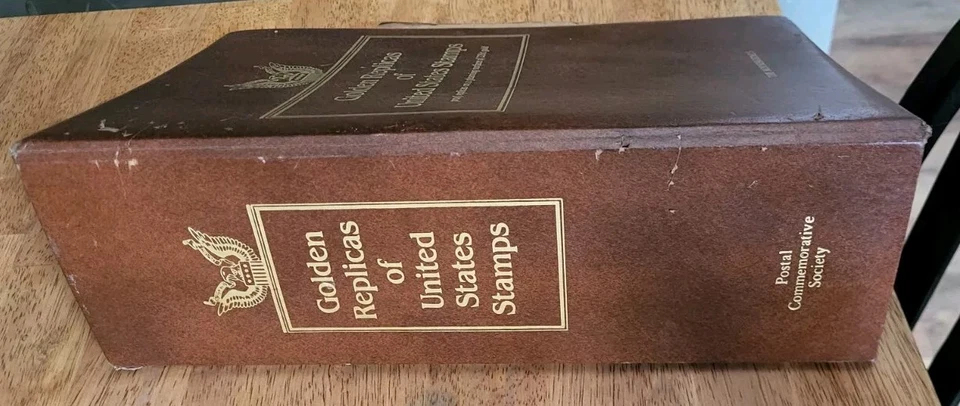 Golden Replicas
of
United States Stamps
Golden
Replicas
of
United
States
Stamps
Postal
Commemorative
Society